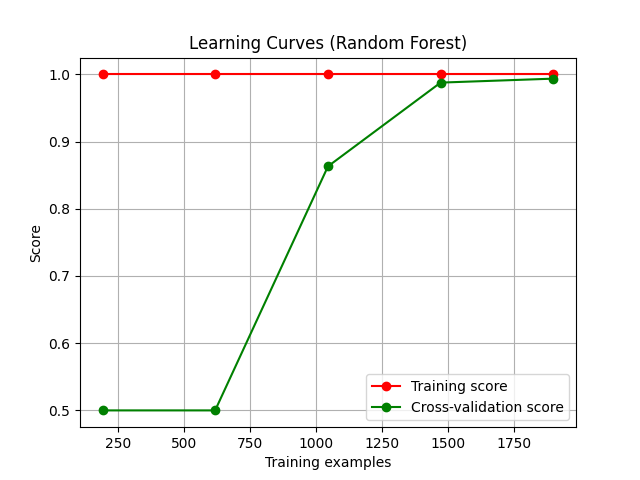 Learning Curves (Random Forest)
1.0
0.9
0.8
0.7
0.6
0.5
Score
250
500
750
1000
1250
1500
1750
Training examples
Training score
Cross-validation score